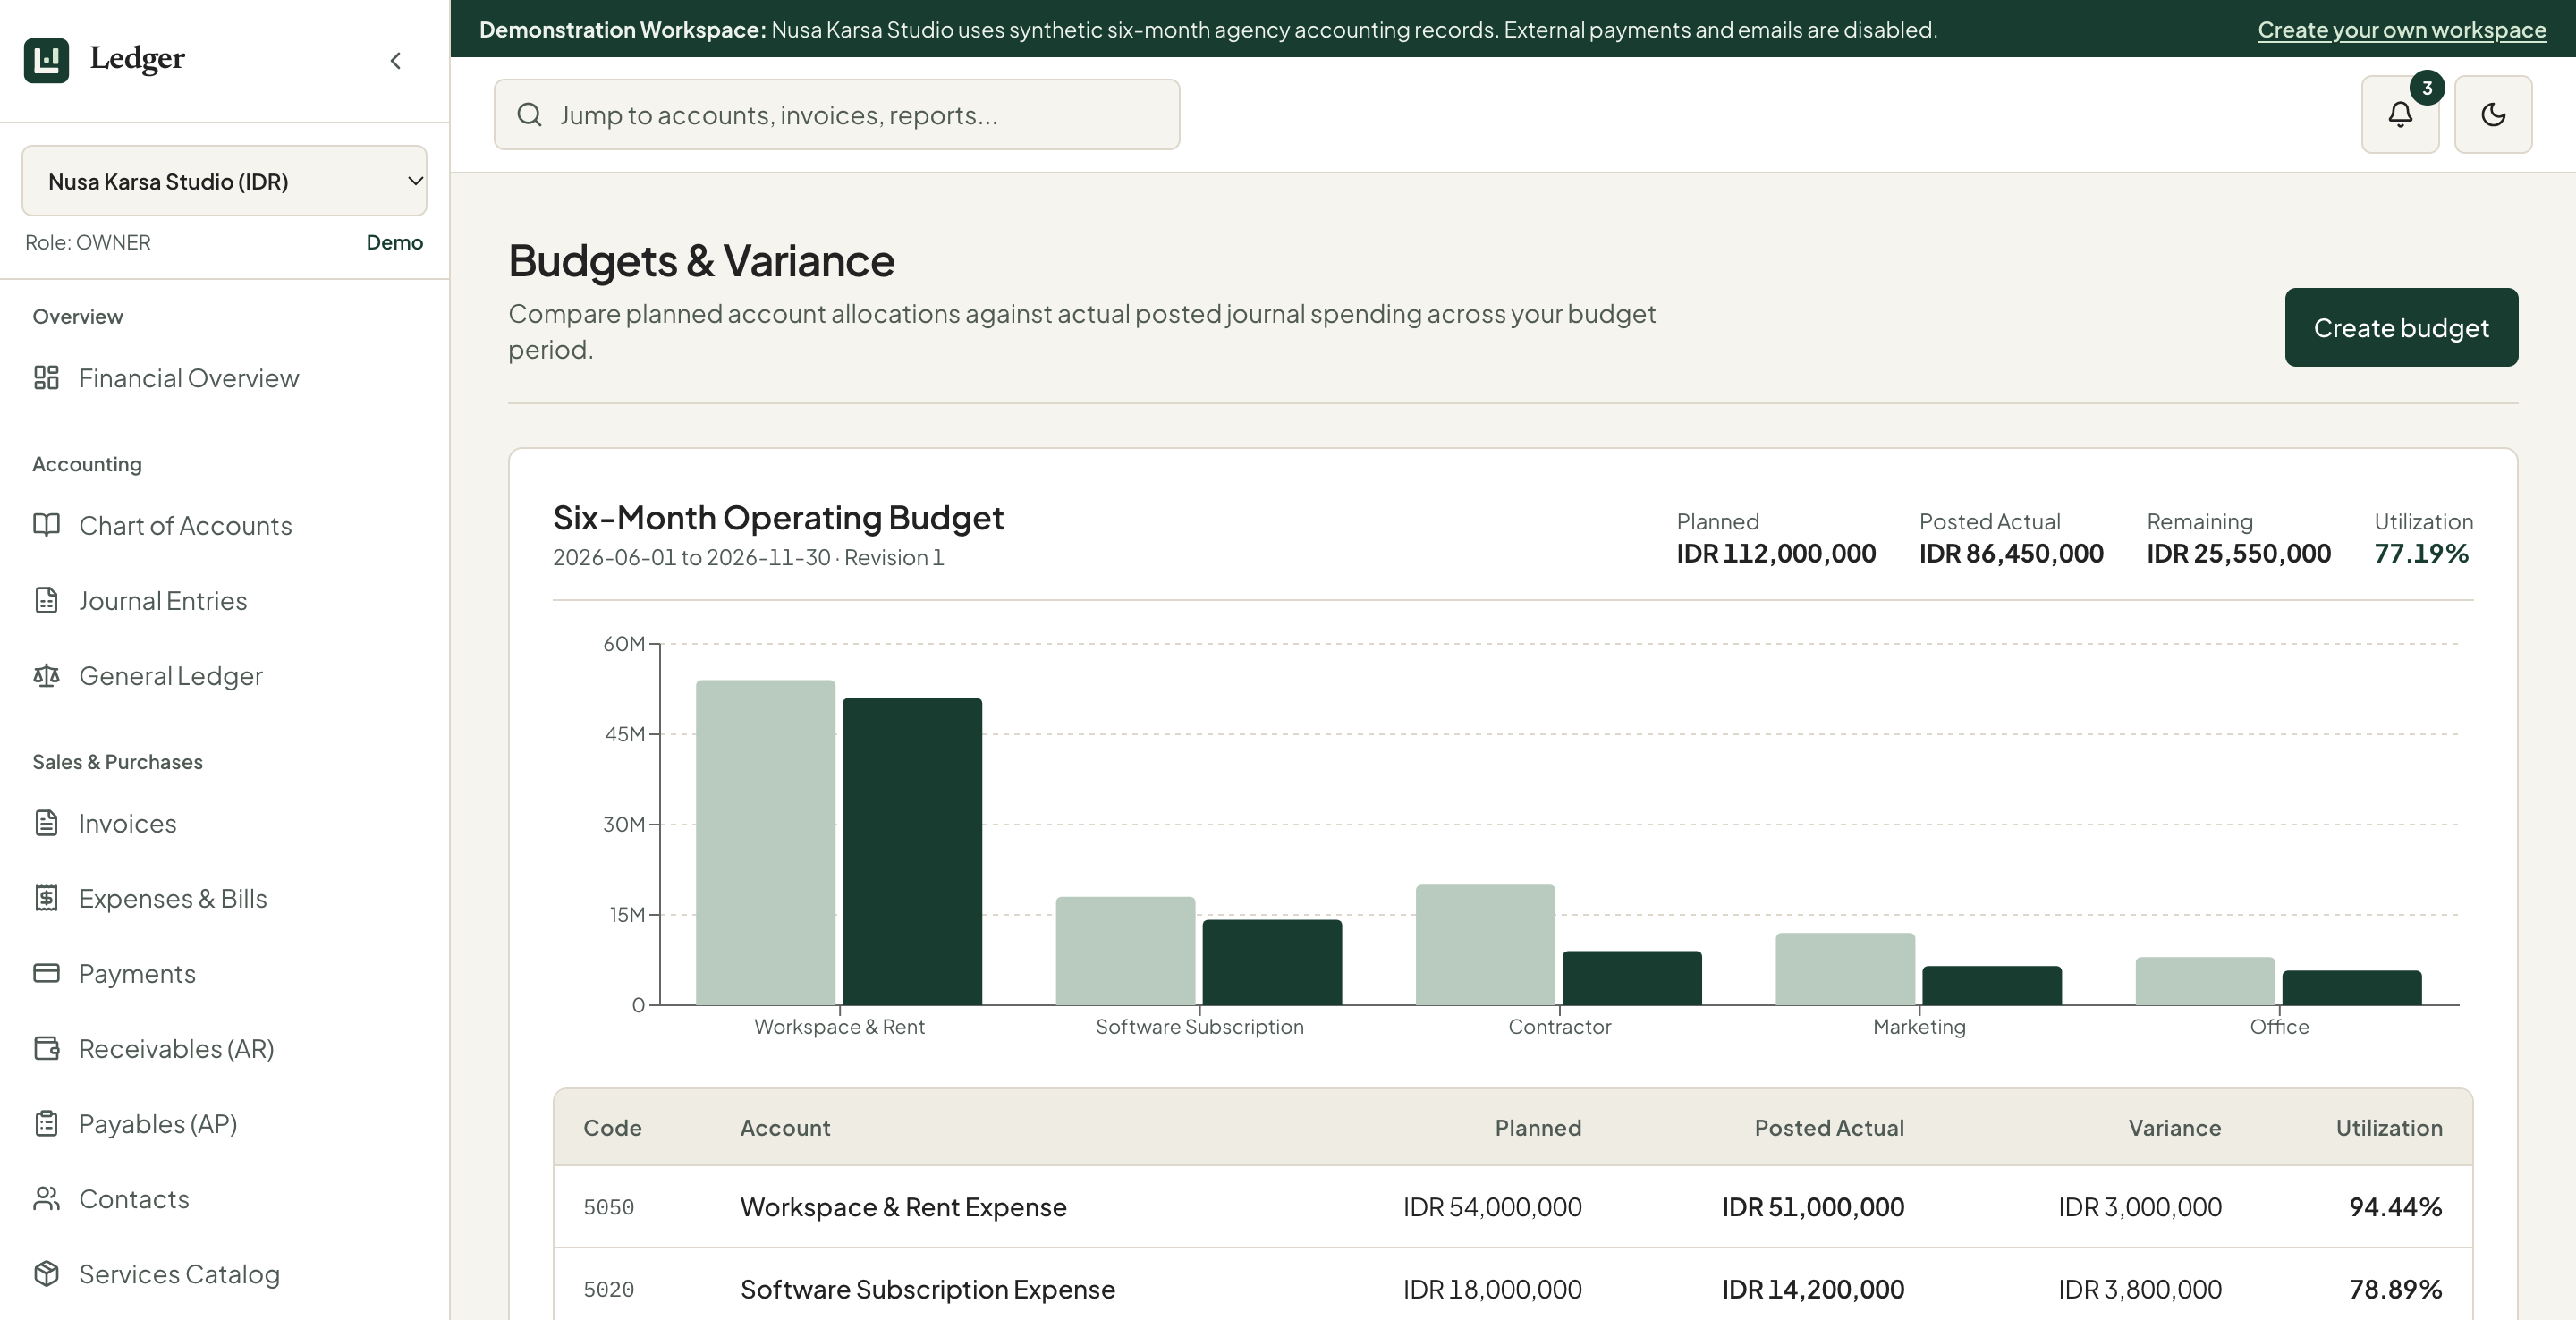 Ledger
Nusa Karsa Studio (IDR)
Role: OWNER
Demo
Overview
Financial Overview
Accounting
Chart of Accounts
Journal Entries
General Ledger
Sales & Purchases
Invoices
Expenses & Bills
Payments
Receivables (AR)
Payables (AP)
Contacts
Services Catalog
Demonstration Workspace: Nusa Karsa Studio uses synthetic six-month agency accounting records. External payments and emails are disabled.
Create your own workspace
Jump to accounts, invoices, reports...
3
Budgets & Variance
Compare planned account allocations against actual posted journal spending across your budget
period.
Create budget
Six-Month Operating Budget
2026-06-01 to 2026-11-30 · Revision 1
Planned
IDR 112,000,000
Posted Actual
IDR 86,450,000
Remaining
IDR 25,550,000
Utilization
77.19%
60M
45M
30M
15M
0
Workspace & Rent
Software Subscription
Contractor
Marketing
Office
Code Account Planned Posted Actual Variance Utilization
5050 Workspace & Rent Expense IDR 54,000,000 IDR 51,000,000 IDR 3,000,000 94.44%
5020 Software Subscription Expense IDR 18,000,000 IDR 14,200,000 IDR 3,800,000 78.89%